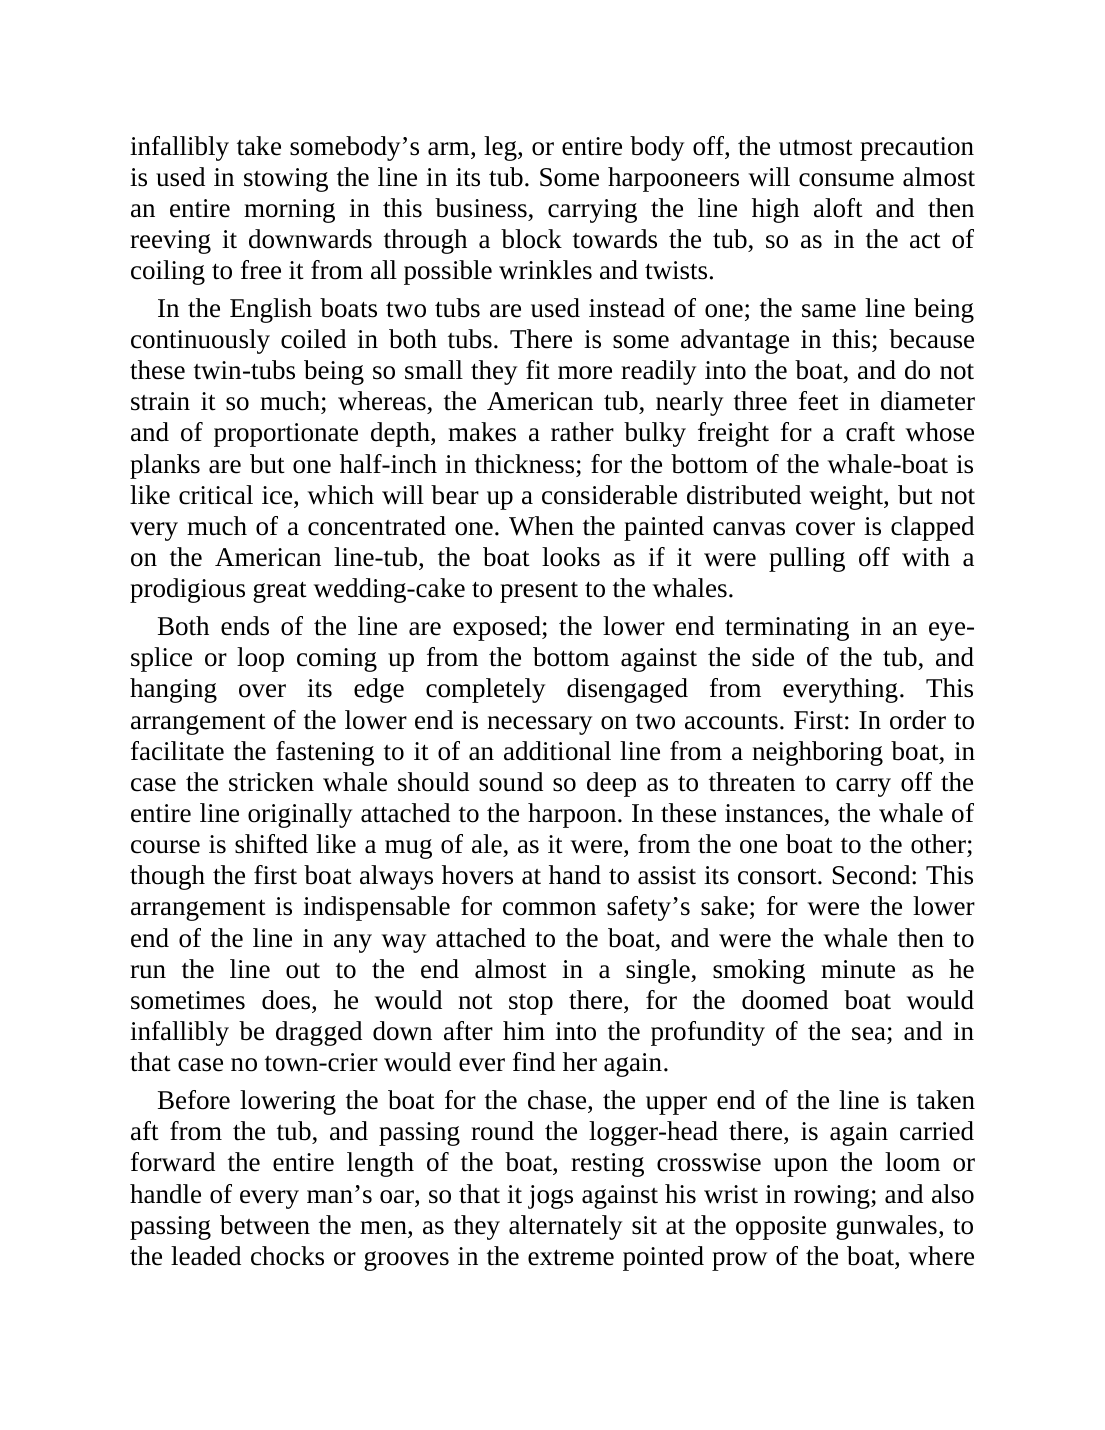 infallibly take somebody’s arm, leg, or entire body off, the utmost precaution
is used in stowing the line in its tub. Some harpooneers will consume almost
an entire morning in this business, carrying the line high aloft and then
reeving it downwards through a block towards the tub, so as in the act of
coiling to free it from all possible wrinkles and twists.
In the English boats two tubs are used instead of one; the same line being
continuously coiled in both tubs. There is some advantage in this; because
these twin-tubs being so small they fit more readily into the boat, and do not
strain it so much; whereas, the American tub, nearly three feet in diameter
and of proportionate depth, makes a rather bulky freight for a craft whose
planks are but one half-inch in thickness; for the bottom of the whale-boat is
like critical ice, which will bear up a considerable distributed weight, but not
very much of a concentrated one. When the painted canvas cover is clapped
on the American line-tub, the boat looks as if it were pulling off with a
prodigious great wedding-cake to present to the whales.
Both ends of the line are exposed; the lower end terminating in an eye-
splice or loop coming up from the bottom against the side of the tub, and
hanging over its edge completely disengaged from everything. This
arrangement of the lower end is necessary on two accounts. First: In order to
facilitate the fastening to it of an additional line from a neighboring boat, in
case the stricken whale should sound so deep as to threaten to carry off the
entire line originally attached to the harpoon. In these instances, the whale of
course is shifted like a mug of ale, as it were, from the one boat to the other;
though the first boat always hovers at hand to assist its consort. Second: This
arrangement is indispensable for common safety’s sake; for were the lower
end of the line in any way attached to the boat, and were the whale then to
run the line out to the end almost in a single, smoking minute as he
sometimes does, he would not stop there, for the doomed boat would
infallibly be dragged down after him into the profundity of the sea; and in
that case no town-crier would ever find her again.
Before lowering the boat for the chase, the upper end of the line is taken
aft from the tub, and passing round the logger-head there, is again carried
forward the entire length of the boat, resting crosswise upon the loom or
handle of every man’s oar, so that it jogs against his wrist in rowing; and also
passing between the men, as they alternately sit at the opposite gunwales, to
the leaded chocks or grooves in the extreme pointed prow of the boat, where